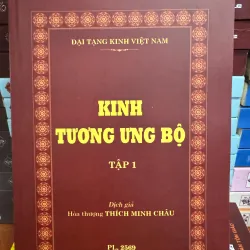 ĐẠI TẠNG KINH VIỆT NAM
KINH
TƯƠNG ƯNG BỘ
TẬP 1
Dịch giả
Hòa thượng THÍCH MINH CHÂU
PL. 2569